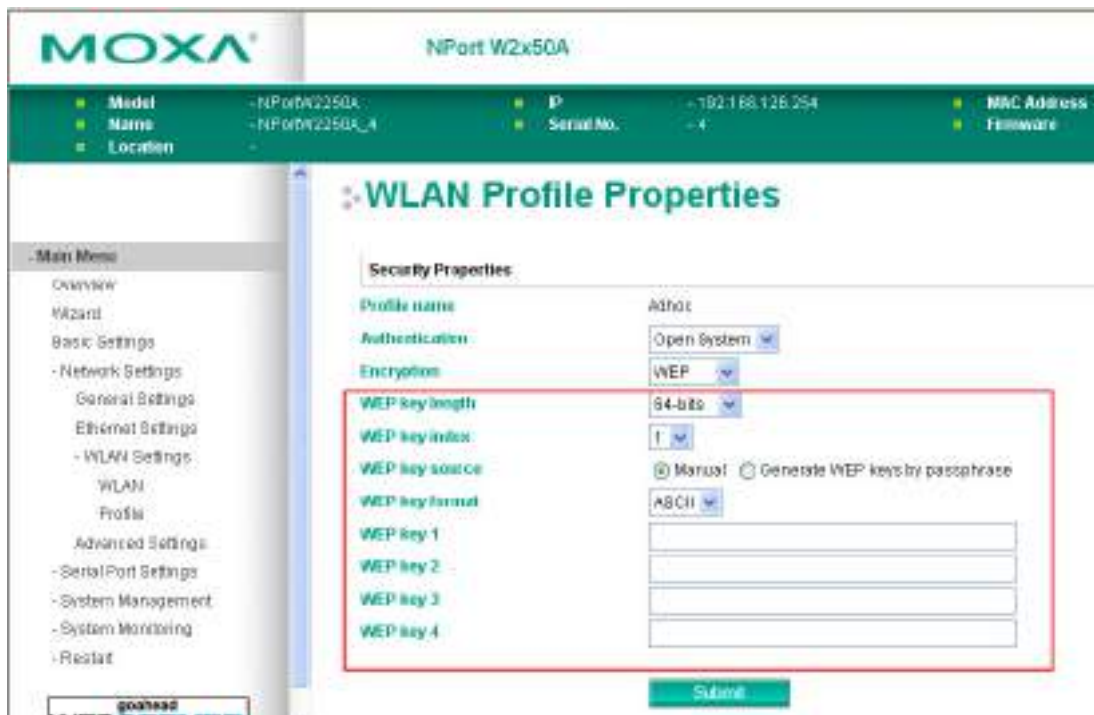 MOXA
NPort W2x50A
Model - NPortW2250A
IP - 192.168.126.254
MAC Address
Name - NPortW2250A_4
Serial No. - 4
Firmware
Location -
WLAN Profile Properties
- Main Menu
Overview
Wizard
Basic Settings
- Network Settings
General Settings
Ethernet Settings
- WLAN Settings
WLAN
Profile
Advanced Settings
- Serial Port Settings
- System Management
- System Monitoring
- Restart
goahead
Security Properties
Profile name Adhoc
Authentication Open System
Encryption WEP
WEP key length 64-bits
WEP key index 1
WEP key source Manual Generate WEP keys by passphrase
WEP key format ASCII
WEP key 1
WEP key 2
WEP key 3
WEP key 4
Submit